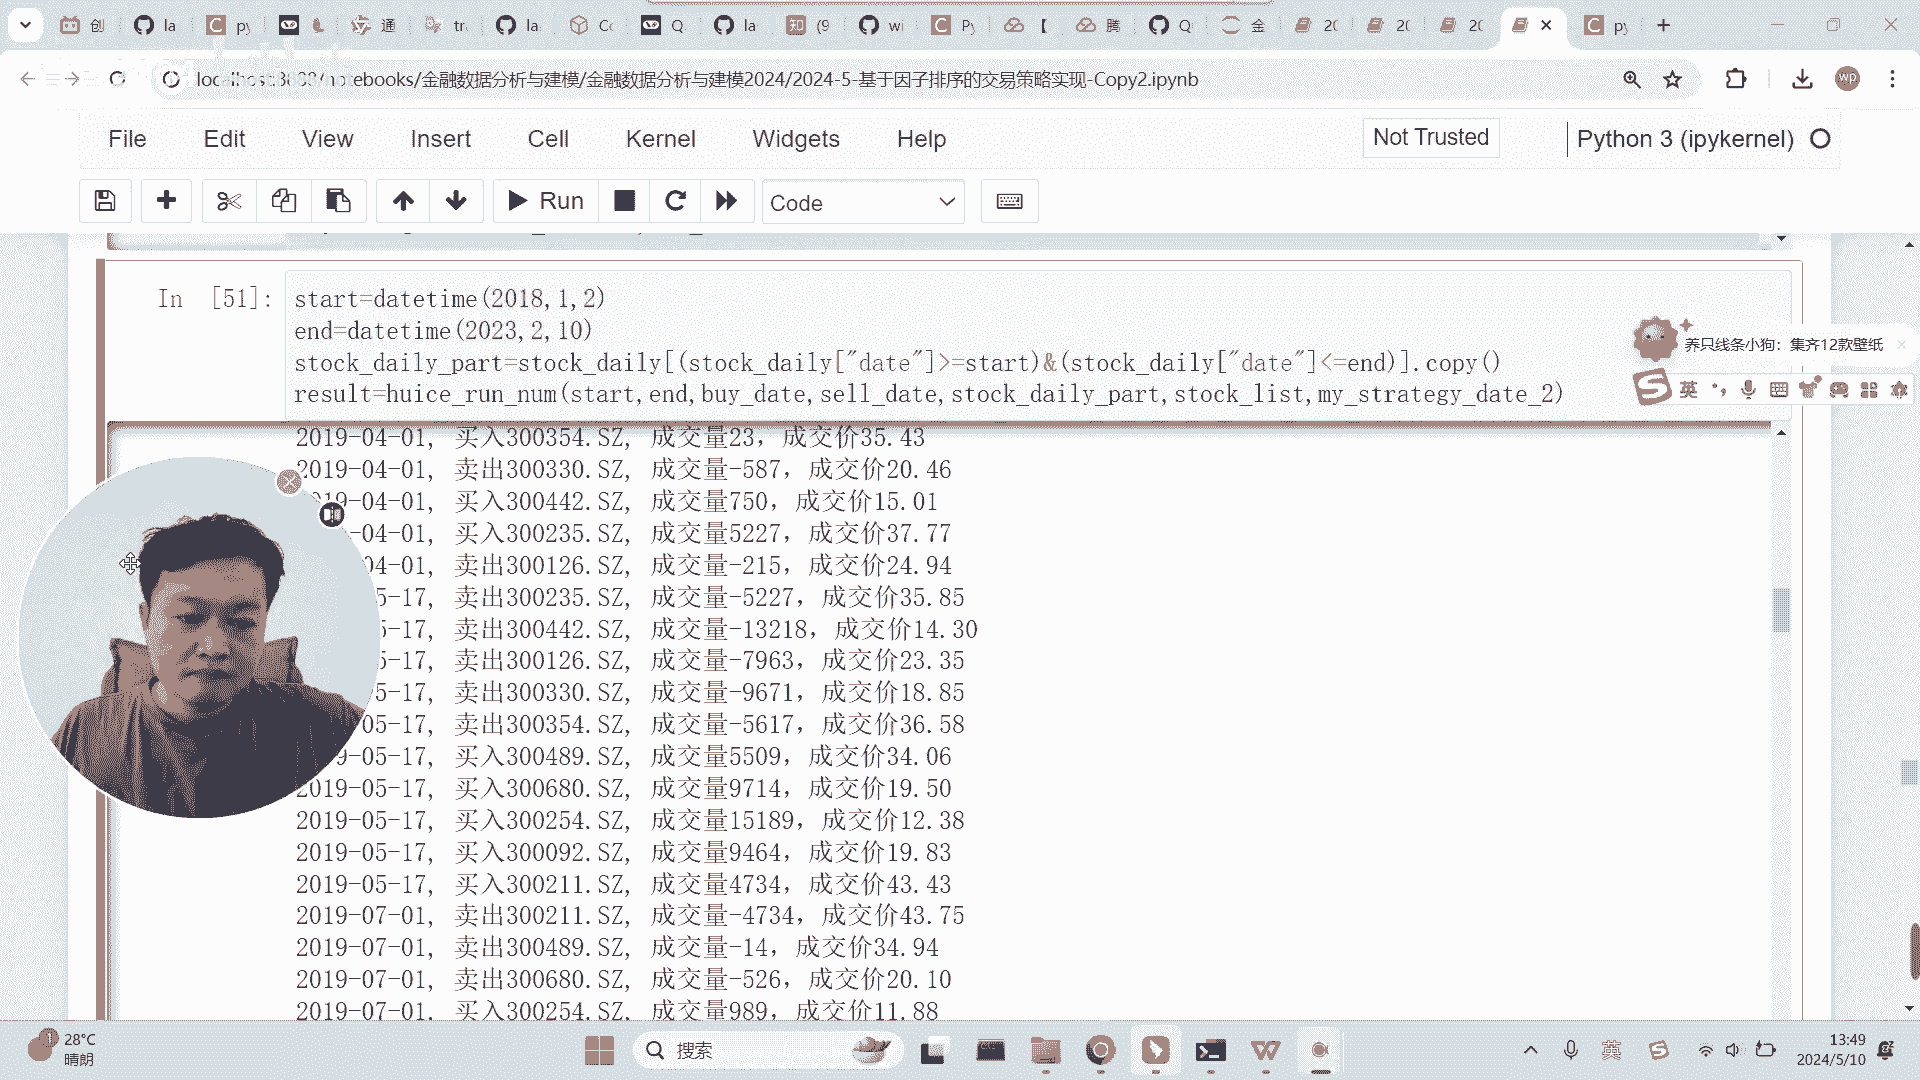 创
la
py
通
tra
la
Co
Q
la
(9
wi
Py
【
腾
Q
金
20
20
20
py
localhost:8888/notebooks/金融数据分析与建模/金融数据分析与建模2024/2024-5-基于因子排序的交易策略实现-Copy2.ipynb
wp
File Edit View Insert Cell Kernel Widgets Help
Not Trusted
Python 3 (ipykernel)
Run
Code
In [51]:
start=datetime(2018,1,2)
end=datetime(2023,2,10)
stock_daily_part=stock_daily[(stock_daily["date"]>=start)&(stock_daily["date"]<=end)].copy()
result=huice_run_num(start,end,buy_date,sell_date,stock_daily_part,stock_list,my_strategy_date_2)
养只线条小狗：集齐12款壁纸
英
2019-04-01, 买入300354.SZ, 成交量23，成交价35.43
2019-04-01, 卖出300330.SZ, 成交量-587，成交价20.46
19-04-01, 买入300442.SZ, 成交量750，成交价15.01
-04-01, 买入300235.SZ, 成交量5227，成交价37.77
04-01, 卖出300126.SZ, 成交量-215，成交价24.94
5-17, 卖出300235.SZ, 成交量-5227，成交价35.85
5-17, 卖出300442.SZ, 成交量-13218，成交价14.30
5-17, 卖出300126.SZ, 成交量-7963，成交价23.35
5-17, 卖出300330.SZ, 成交量-9671，成交价18.85
05-17, 卖出300354.SZ, 成交量-5617，成交价36.58
9-05-17, 买入300489.SZ, 成交量5509，成交价34.06
2019-05-17, 买入300680.SZ, 成交量9714，成交价19.50
2019-05-17, 买入300254.SZ, 成交量15189，成交价12.38
2019-05-17, 买入300092.SZ, 成交量9464，成交价19.83
2019-05-17, 买入300211.SZ, 成交量4734，成交价43.43
2019-07-01, 卖出300211.SZ, 成交量-4734，成交价43.75
2019-07-01, 卖出300489.SZ, 成交量-14，成交价34.94
2019-07-01, 卖出300680.SZ, 成交量-526，成交价20.10
2019-07-01, 买入300254.SZ, 成交量989，成交价11.88
1
28°C
晴朗
搜索
英
13:49
2024/5/10